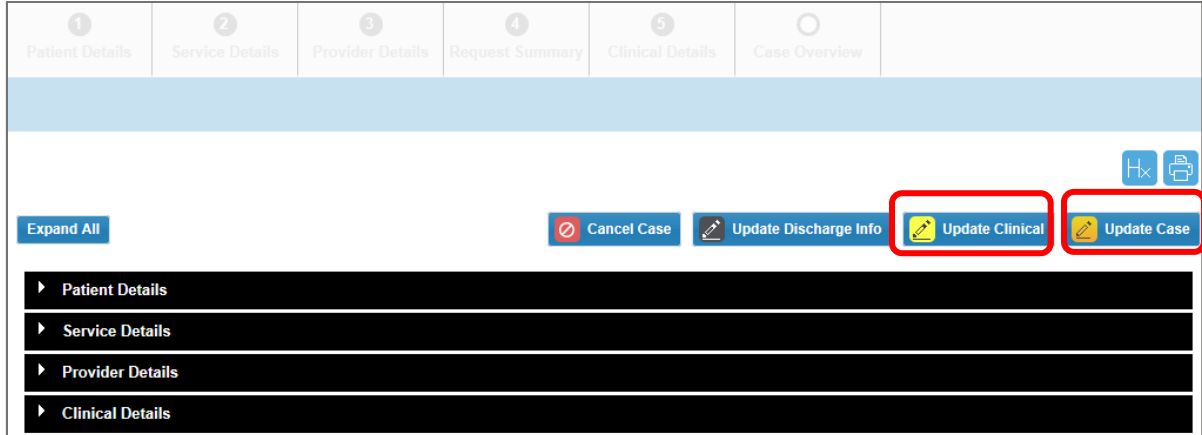 1 2 3 4 5
Patient Details Service Details Provider Details Request Summary Clinical Details Case Overview
Hx
Expand All Cancel Case Update Discharge Info Update Clinical Update Case
Patient Details
Service Details
Provider Details
Clinical Details